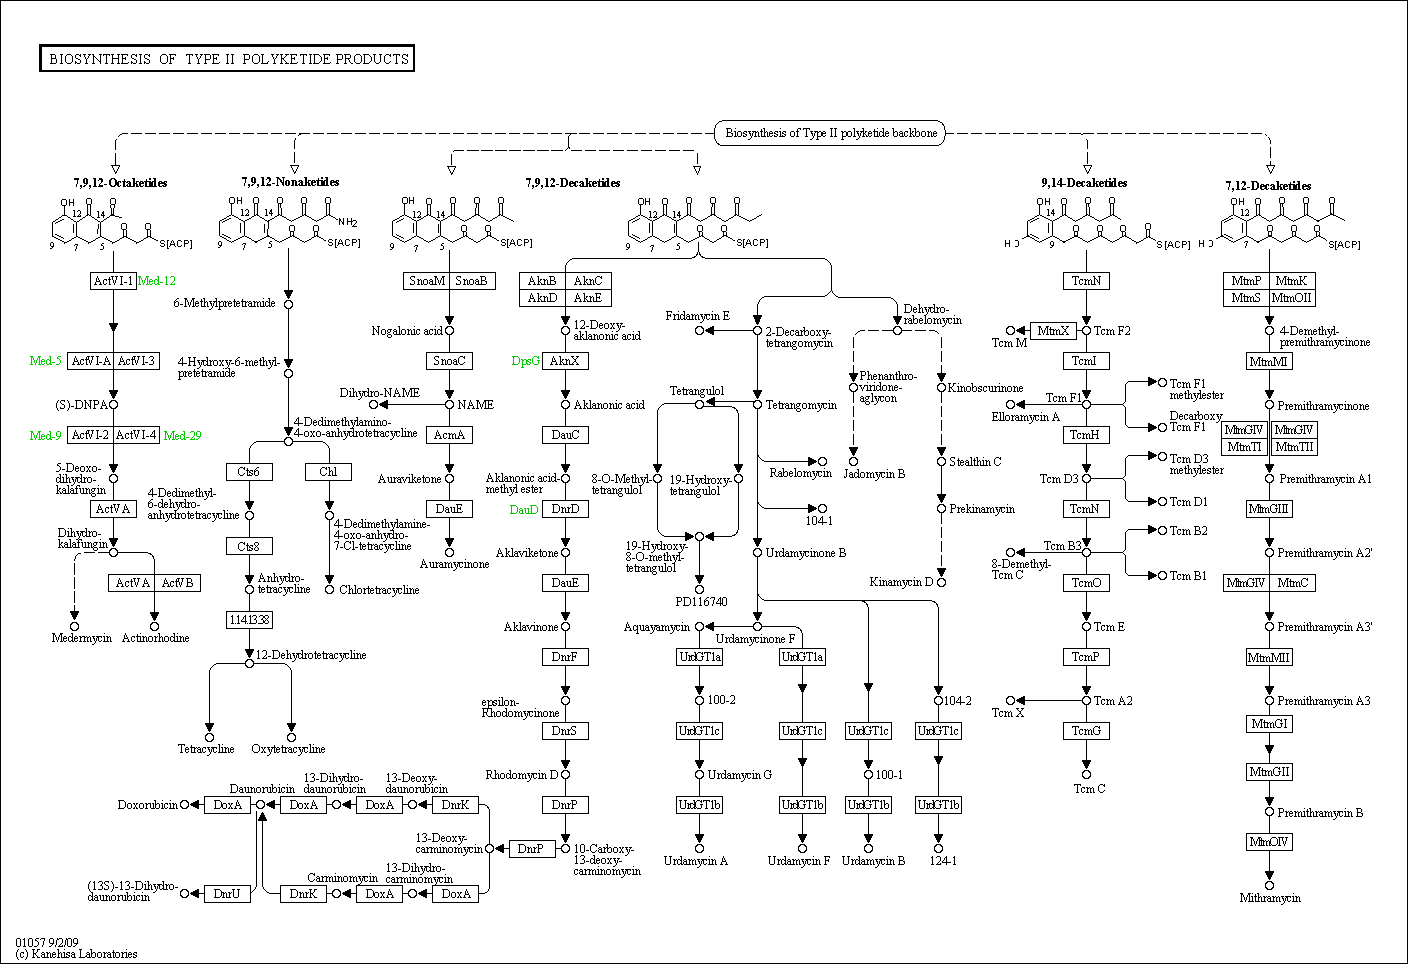 BIOSYNTHESIS OF TYPE II POLYKETIDE PRODUCTS
Biosynthesis of Type II polyketide backbone
7,9,12-Octaketides
7,9,12-Nonaketides
7,9,12-Decaketides
9,14-Decaketides
7,12-Decaketides
OH O O
12
9
7
5
O O
S[ACP]
OH O O O O
NH2
12 14
9
7
5
O O
S[ACP]
OH O O O O
12 14
9
7
5
O O
S[ACP]
OH O O O O
12 14
9
7
5
O O
S[ACP]
OH O O O O
14
9
HO
O O O O
S[ACP]
OH O O O O
12
7
HO
O O O
S[ACP]
ActVI-1
Med-12
Med-5
ActVI-A
ActVI-3
(S)-DNPA
Med-9
ActVI-2
ActVI-4
Med-29
5-Deoxo-
dihydro-
kalafungin
ActVA
Dihydro-
kalafungin
ActVA
ActVB
Medermycin
Actinorhodine
6-Methylpretetramide
4-Hydroxy-6-methyl-
pretetramide
4-Dedimethylamino-
4-oxo-anhydrotetracycline
Cts6
Chl
4-Dedimethyl-
6-dehydro-
anhydrotetracycline
4-Dedimethylamine-
4-oxo-anhydro-
7-Cl-tetracycline
Cts8
Anhydro-
tetracycline
Chlortetracycline
1.14.13.38
12-Dehydrotetracycline
Tetracycline
Oxytetracycline
SnoaM
SnoaB
Nogalonic acid
SnoaC
Dihydro-NAME
NAME
AcmA
Auraviketone
DauE
Auramycinone
AknB
AknC
AknD
AknE
12-Deoxy-
aklanonic acid
DpsG
AknX
Aklanonic acid
DauC
Aklanonic acid-
methyl ester
DauD
DnrD
Aklaviketone
DauE
Aklavinone
DnrF
epsilon-
Rhodomycinone
DnrS
Rhodomycin D
DnrP
10-Carboxy-
13-deoxy-
carminomycin
DnrP
13-Deoxy-
carminomycin
13-Deoxy-
daunorubicin
13-Dihydro-
daunorubicin
Daunorubicin
Doxorubicin
DoxA
DoxA
DoxA
DnrK
13-Dihydro-
carminomycin
Carminomycin
(13S)-13-Dihydro-
daunorubicin
DnrU
DnrK
DoxA
DoxA
Fridamycin E
2-Decarboxy-
tetrangomycin
Dehydro-
rabelomycin
Tetrangulol
Tetrangomycin
Phenanthro-
viridone-
aglycon
Kinobscurinone
8-O-Methyl-
tetrangulol
19-Hydroxy-
tetrangulol
Rabelomycin
Jadomycin B
Stealthin C
104-1
Prekinamycin
19-Hydroxy-
8-O-methyl-
tetrangulol
Urdamycinone B
Kinamycin D
PD116740
Aquayamycin
Urdamycinone F
UrdGT1a
UrdGT1a
100-2
104-2
UrdGT1c
UrdGT1c
UrdGT1c
UrdGT1c
Urdamycin G
100-1
UrdGT1b
UrdGT1b
UrdGT1b
UrdGT1b
Urdamycin A
Urdamycin F
Urdamycin B
124-1
TcmN
Tcm M
MtmX
Tcm F2
TcmI
Tcm F1
methylester
Tcm F1
Elloramycin A
Decarboxy
Tcm F1
TcmH
Tcm D3
methylester
Tcm D3
Tcm D1
TcmN
Tcm B2
Tcm B3
8-Demethyl-
Tcm C
Tcm B1
TcmO
Tcm E
TcmP
Tcm X
Tcm A2
TcmG
Tcm C
MtmP
MtmK
MtmS
MtmOII
4-Demethyl-
premithramycinone
MtmMI
Premithramycinone
MtmGIV
MtmGIV
MtmTI
MtmTII
Premithramycin A1
MtmGIII
Premithramycin A2'
MtmGIV
MtmC
Premithramycin A3'
MtmMII
Premithramycin A3
MtmGI
MtmGII
Premithramycin B
MtmOIV
Mithramycin
01057 9/2/09
(c) Kanehisa Laboratories